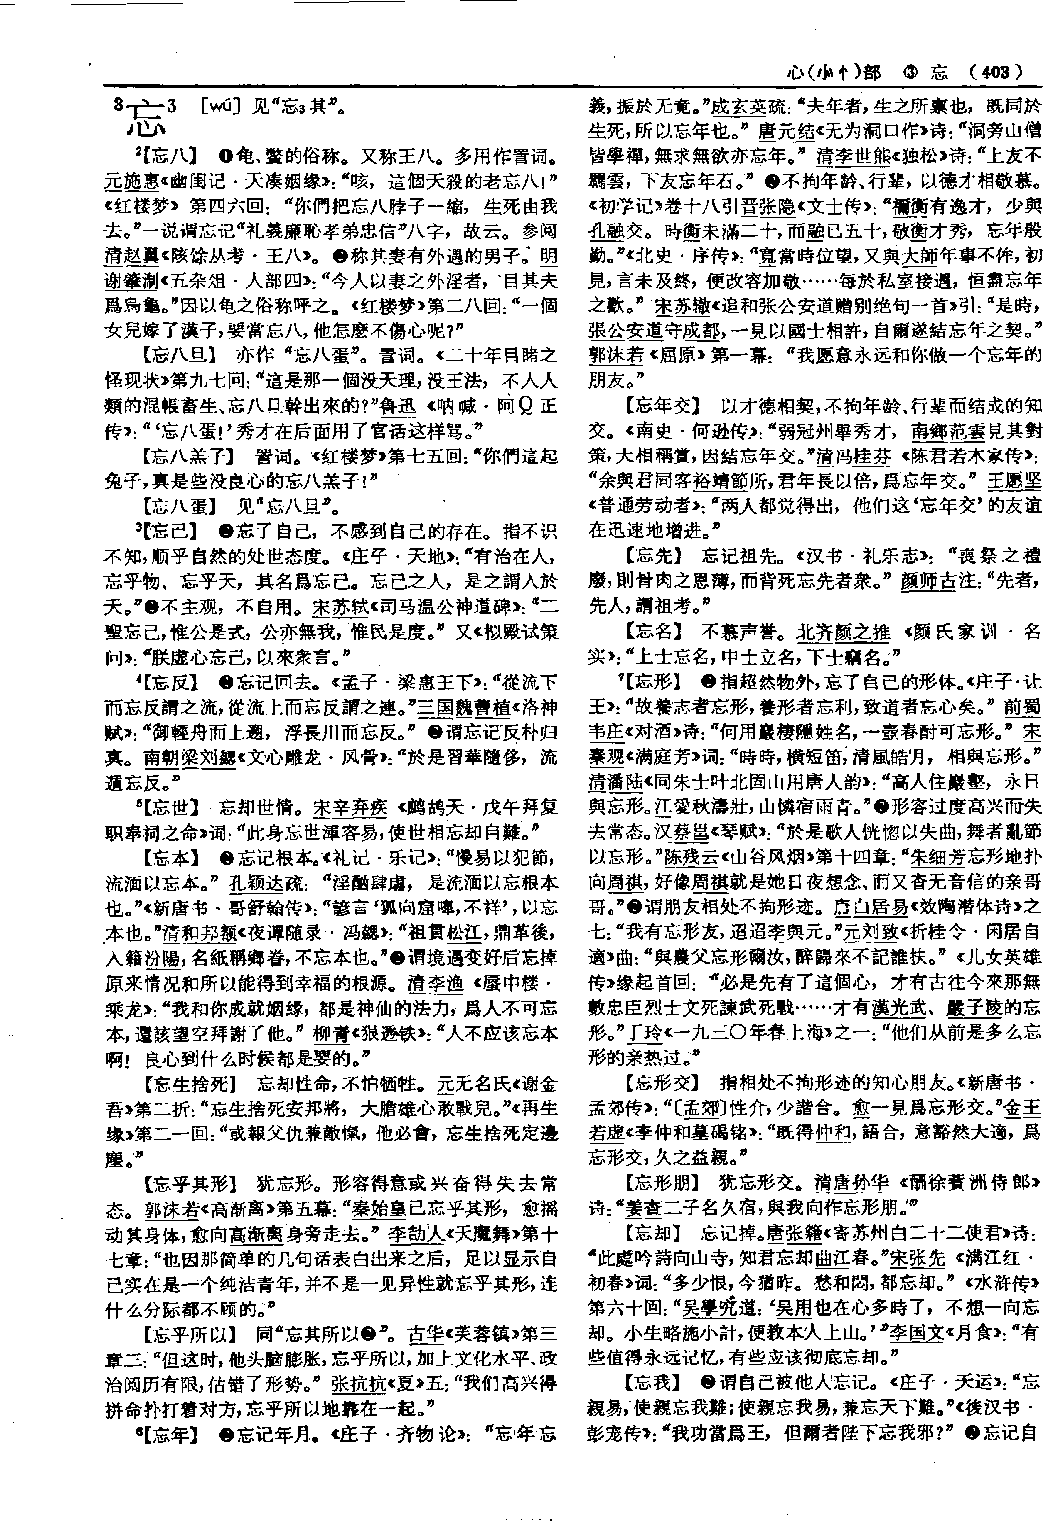 心(小忄)部 ③ 忘 (403)
³忘₃ [wú] 见“忘₃其”。
²【忘八】 ❶龟、鳖的俗称。又称王八。多用作詈词。
元施惠《幽闺记·天凑姻缘》:“咳，這個天殺的老忘八!”
《红楼梦》第四六回:“你們把忘八脖子一縮，生死由我
去。”一说谓忘记“礼義廉恥孝弟忠信”八字，故云。参阅
清赵翼《陔馀丛考·王八》。❷称其妻有外遇的男子。明
谢肇淛《五杂俎·人部四》:“今人以妻之外淫者，目其夫
爲烏龜。”因以龟之俗称呼之。《红楼梦》第二八回:“一個
女兒嫁了漢子，要當忘八，他怎麽不傷心呢?”
【忘八旦】 亦作“忘八蛋”。詈词。《二十年目睹之
怪现状》第九七回:“這是那一個没天理，没王法，不人人
類的混帳畜生、忘八旦幹出來的?”鲁迅《呐喊·阿Q正
传》:“‘忘八蛋!’秀才在后面用了官话这样骂。”
【忘八羔子】 詈词。《红楼梦》第七五回:“你們這起
兔子，真是些没良心的忘八羔子!”
【忘八蛋】 见“忘八旦”。
³【忘己】 ❶忘了自己，不感到自己的存在。指不识
不知，顺乎自然的处世态度。《庄子·天地》:“有治在人，
忘乎物、忘乎天，其名爲忘己。忘己之人，是之謂入於
天。”❷不主观，不自用。宋苏轼《司马温公神道碑》:“二
聖忘己，惟公是式，公亦無我，惟民是度。”又《拟殿试策
问》:“朕虚心忘己，以來衆言。”
⁴【忘反】 ❶忘记回去。《孟子·梁惠王下》:“從流下
而忘反謂之流，從流上而忘反謂之連。”三国魏曹植《洛神
赋》:“御輕舟而上遡，浮長川而忘反。”❷谓忘记反朴归
真。南朝梁刘勰《文心雕龙·风骨》:“於是習華隨侈，流
遁忘反。”
⁵【忘世】 忘却世情。宋辛弃疾《鹧鸪天·戊午拜复
职奉祠之命》词:“此身忘世渾容易，使世相忘却自難。”
【忘本】 ❶忘记根本。《礼记·乐记》:“慢易以犯節，
流湎以忘本。”孔颖达疏:“淫酗肆虐，是流湎以忘根本
也。”《新唐书·哥舒翰传》:“諺言‘狐向窟嗥，不祥’，以忘
本也。”清和邦额《夜谭随录·冯勰》:“祖貫松江，鼎革後，
入籍汾陽，名紙稱鄉眷，不忘本也。”❷谓境遇变好后忘掉
原来情况和所以能得到幸福的根源。清李渔《蜃中楼·
乘龙》:“我和你成就姻缘，都是神仙的法力，爲人不可忘
本，還該望空拜謝了他。”柳青《狠透铁》:“人不应该忘本
啊! 良心到什么时候都是要的。”
【忘生捨死】 忘却性命，不怕牺牲。元无名氏《谢金
吾》第二折:“忘生捨死安邦將，大膽雄心敢戰兒。”《再生
缘》第二一回:“或報父仇兼敵愾，他必會，忘生捨死定邊
塵。”
【忘乎其形】 犹忘形。形容得意或兴奋得失去常
态。郭沫若《高渐离》第五幕:“秦始皇已忘乎其形，愈摇
动其身体，愈向高渐离身旁走去。”李劼人《天魔舞》第十
七章:“也因那简单的几句话表白出来之后，足以显示自
己实在是一个纯洁青年，并不是一见异性就忘乎其形，连
什么分际都不顾的。”
【忘乎所以】 同“忘其所以❷”。古华《芙蓉镇》第三
章二:“但这时，他头脑膨胀，忘乎所以，加上文化水平、政
治阅历有限，估错了形势。”张抗抗《夏》五:“我们高兴得
拼命扑打着对方，忘乎所以地靠在一起。”
⁶【忘年】 ❶忘记年月。《庄子·齐物论》:“忘年忘
義，振於无竟。”成玄英疏:“夫年者，生之所禀也，既同於
生死，所以忘年也。”唐元结《无为洞口作》诗:“洞旁山僧
皆學禪，無求無欲亦忘年。”清李世熊《独松》诗:“上友不
羈雲，下友忘年石。”❷不拘年龄、行辈，以德才相敬慕。
《初学记》卷十八引晋张隐《文士传》:“禰衡有逸才，少與
孔融交。時衡未滿二十，而融已五十，敬衡才秀，忘年殷
勤。”《北史·序传》:“寬當時位望，又與大師年事不侔，初
見，言未及終，便改容加敬……每於私室接遇，恒盡忘年
之歡。”宋苏辙《追和张公安道赠别绝句一首》引:“是時，
張公安道守成都，一見以國士相許，自爾遂結忘年之契。”
郭沫若《屈原》第一幕:“我愿意永远和你做一个忘年的
朋友。”
【忘年交】 以才德相契，不拘年龄、行辈而结成的知
交。《南史·何逊传》:“弱冠州舉秀才，南鄉范雲見其對
策，大相稱賞，因結忘年交。”清冯桂芬《陈君若木家传》:
“余與君同客裕靖節所，君年長以倍，爲忘年交。”王愿坚
《普通劳动者》:“两人都觉得出，他们这‘忘年交’的友谊
在迅速地增进。”
【忘先】 忘记祖先。《汉书·礼乐志》:“喪祭之禮
廢，則骨肉之恩薄，而背死忘先者衆。”颜师古注:“先者，
先人，謂祖考。”
【忘名】 不慕声誉。北齐颜之推《颜氏家训·名
实》:“上士忘名，中士立名，下士竊名。”
⁷【忘形】 ❶指超然物外，忘了自己的形体。《庄子·让
王》:“故養志者忘形，養形者忘利，致道者忘心矣。”前蜀
韦庄《对酒》诗:“何用巖棲隱姓名，一壺春酎可忘形。”宋
秦观《满庭芳》词:“時時，橫短笛，清風皓月，相與忘形。”
清潘陆《同朱士叶北固山用唐人韵》:“高人住巖壑，永日
與忘形。江愛秋濤壯，山憐宿雨青。”❷形容过度高兴而失
去常态。汉蔡邕《琴赋》:“於是歌人恍惚以失曲，舞者亂節
以忘形。”陈残云《山谷风烟》第十四章:“朱细芳忘形地扑
向周祺，好像周祺就是她日夜想念、而又杳无音信的亲哥
哥。”❸谓朋友相处不拘形迹。唐白居易《效陶潜体诗》之
七:“我有忘形友，迢迢李與元。”元刘致《折桂令·闲居自
適》曲:“與農父忘形爾汝，醉歸來不記誰扶。”《儿女英雄
传》缘起首回:“必是先有了這個心，才有古往今來那無
數忠臣烈士文死諫武死戰……才有漢光武、嚴子陵的忘
形。”丁玲《一九三〇年春上海》之一:“他们从前是多么忘
形的亲热过。”
【忘形交】 指相处不拘形迹的知心朋友。《新唐书·
孟郊传》:“〔孟郊〕性介，少諧合。愈一見爲忘形交。”金王
若虚《李仲和墓碣铭》:“既得仲和，語合，意豁然大適，爲
忘形交，久之益親。”
【忘形朋】 犹忘形交。清唐孙华《酬徐蘋洲侍郎》
诗:“姜查二子名久宿，與我向作忘形朋。”
【忘却】 忘记掉。唐张籍《寄苏州白二十二使君》诗:
“此處吟詩向山寺，知君忘却曲江春。”宋张先《满江红·
初春》词:“多少恨，今猶昨。愁和悶，都忘却。”《水浒传》
第六十回:“吴學究道:‘吴用也在心多時了，不想一向忘
却。小生略施小計，便教本人上山。’”李国文《月食》:“有
些值得永远记忆，有些应该彻底忘却。”
【忘我】 ❶谓自己被他人忘记。《庄子·天运》:“忘
親易，使親忘我難;使親忘我易，兼忘天下難。”《後汉书·
彭宠传》:“我功當爲王，但爾者陛下忘我邪?”❷忘记自